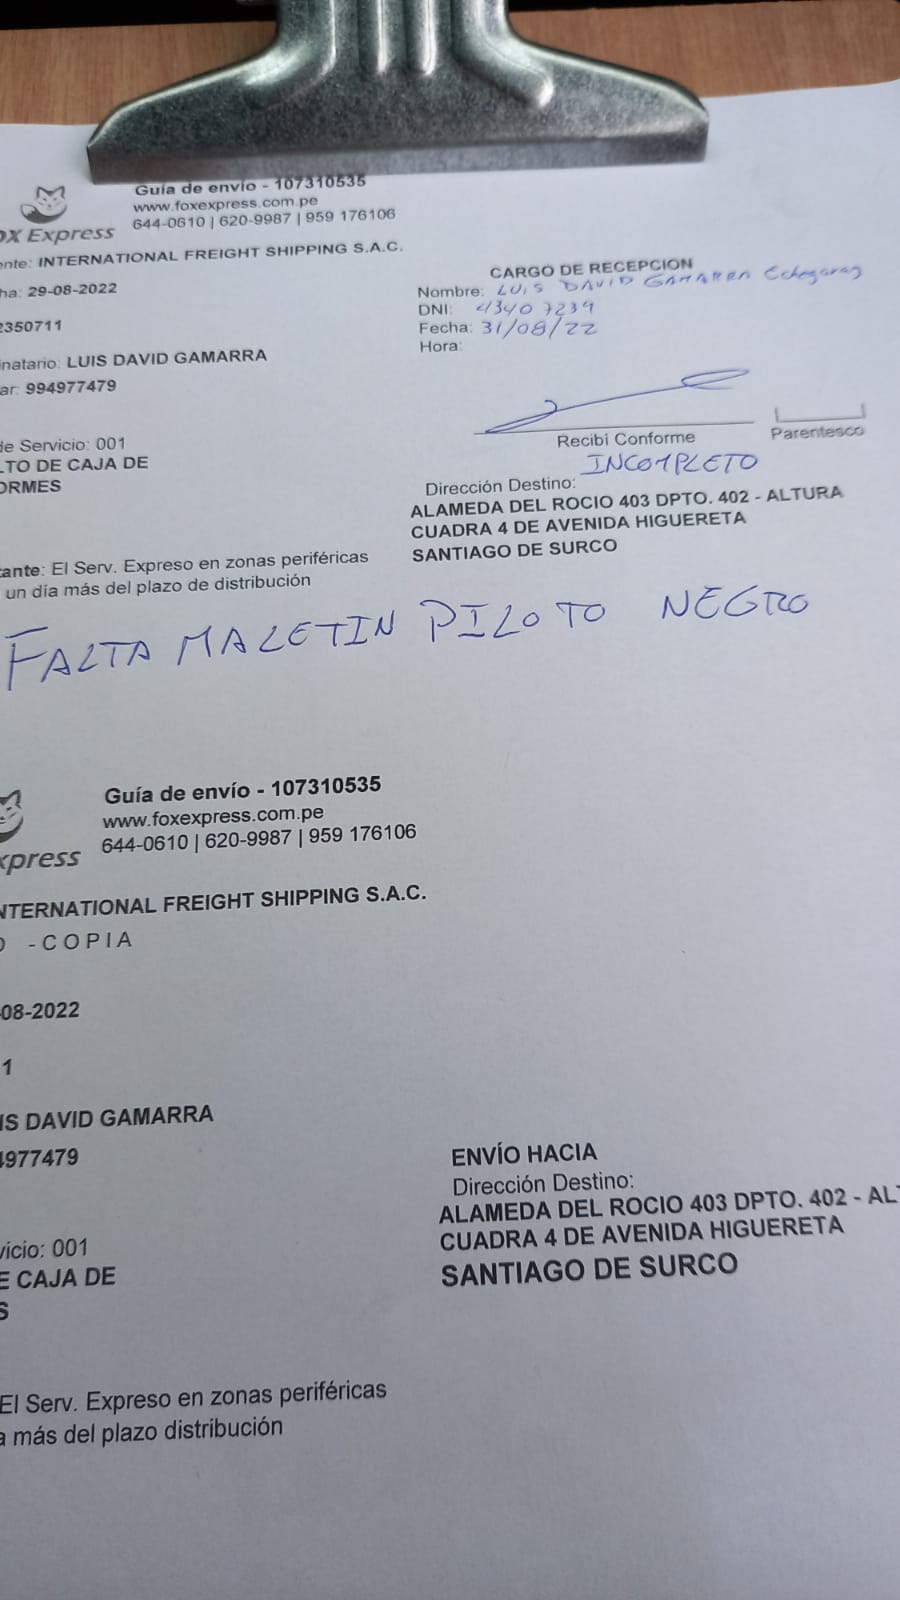 Guía de envío - 107310535
www.foxexpress.com.pe
644-0610 | 620-9987 | 959 176106
OX Express
ente: INTERNATIONAL FREIGHT SHIPPING S.A.C.
ha: 29-08-2022
2350711
inatario: LUIS DAVID GAMARRA
ar: 994977479
de Servicio: 001
LTO DE CAJA DE
ORMES
tante: El Serv. Expreso en zonas periféricas
un día más del plazo de distribución
CARGO DE RECEPCION
Nombre: LUIS DAVID GAMARRA Echegaray
DNI: 43407239
Fecha: 31/08/22
Hora:
Recibí Conforme
Parentesco
INCOMPLETO
Dirección Destino:
ALAMEDA DEL ROCIO 403 DPTO. 402 - ALTURA
CUADRA 4 DE AVENIDA HIGUERETA
SANTIAGO DE SURCO
FALTA MALETIN PILOTO NEGRO
Guía de envío - 107310535
www.foxexpress.com.pe
644-0610 | 620-9987 | 959 176106
xpress
NTERNATIONAL FREIGHT SHIPPING S.A.C.
O - C O P I A
-08-2022
1
IS DAVID GAMARRA
4977479
vicio: 001
E CAJA DE
S
El Serv. Expreso en zonas periféricas
a más del plazo distribución
ENVÍO HACIA
Dirección Destino:
ALAMEDA DEL ROCIO 403 DPTO. 402 - ALT
CUADRA 4 DE AVENIDA HIGUERETA
SANTIAGO DE SURCO